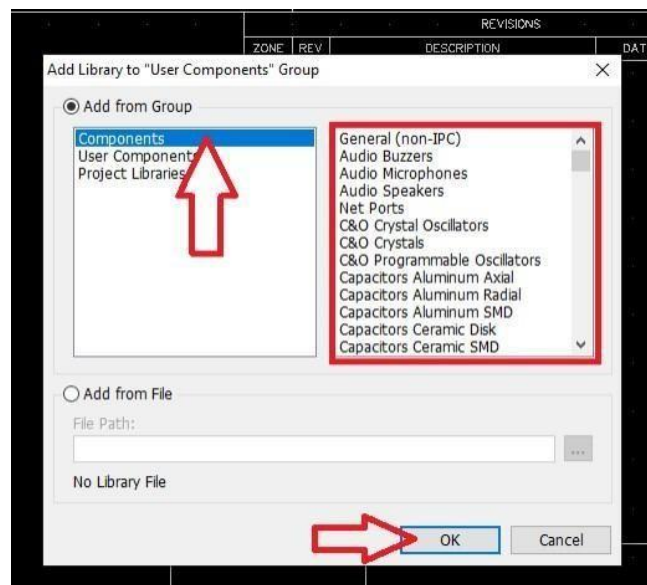 REVISIONS
ZONE REV DESCRIPTION DAT
Add Library to "User Components" Group
Add from Group
Components
User Components
Project Libraries
General (non-IPC)
Audio Buzzers
Audio Microphones
Audio Speakers
Net Ports
C&O Crystal Oscillators
C&O Crystals
C&O Programmable Oscillators
Capacitors Aluminum Axial
Capacitors Aluminum Radial
Capacitors Aluminum SMD
Capacitors Ceramic Disk
Capacitors Ceramic SMD
Add from File
File Path:
...
No Library File
OK Cancel